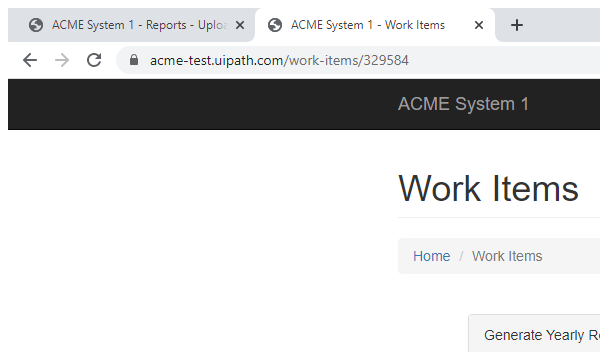 ACME System 1 - Reports - Uploa
ACME System 1 - Work Items
acme-test.uipath.com/work-items/329584
ACME System 1
Work Items
Home / Work Items
Generate Yearly Re